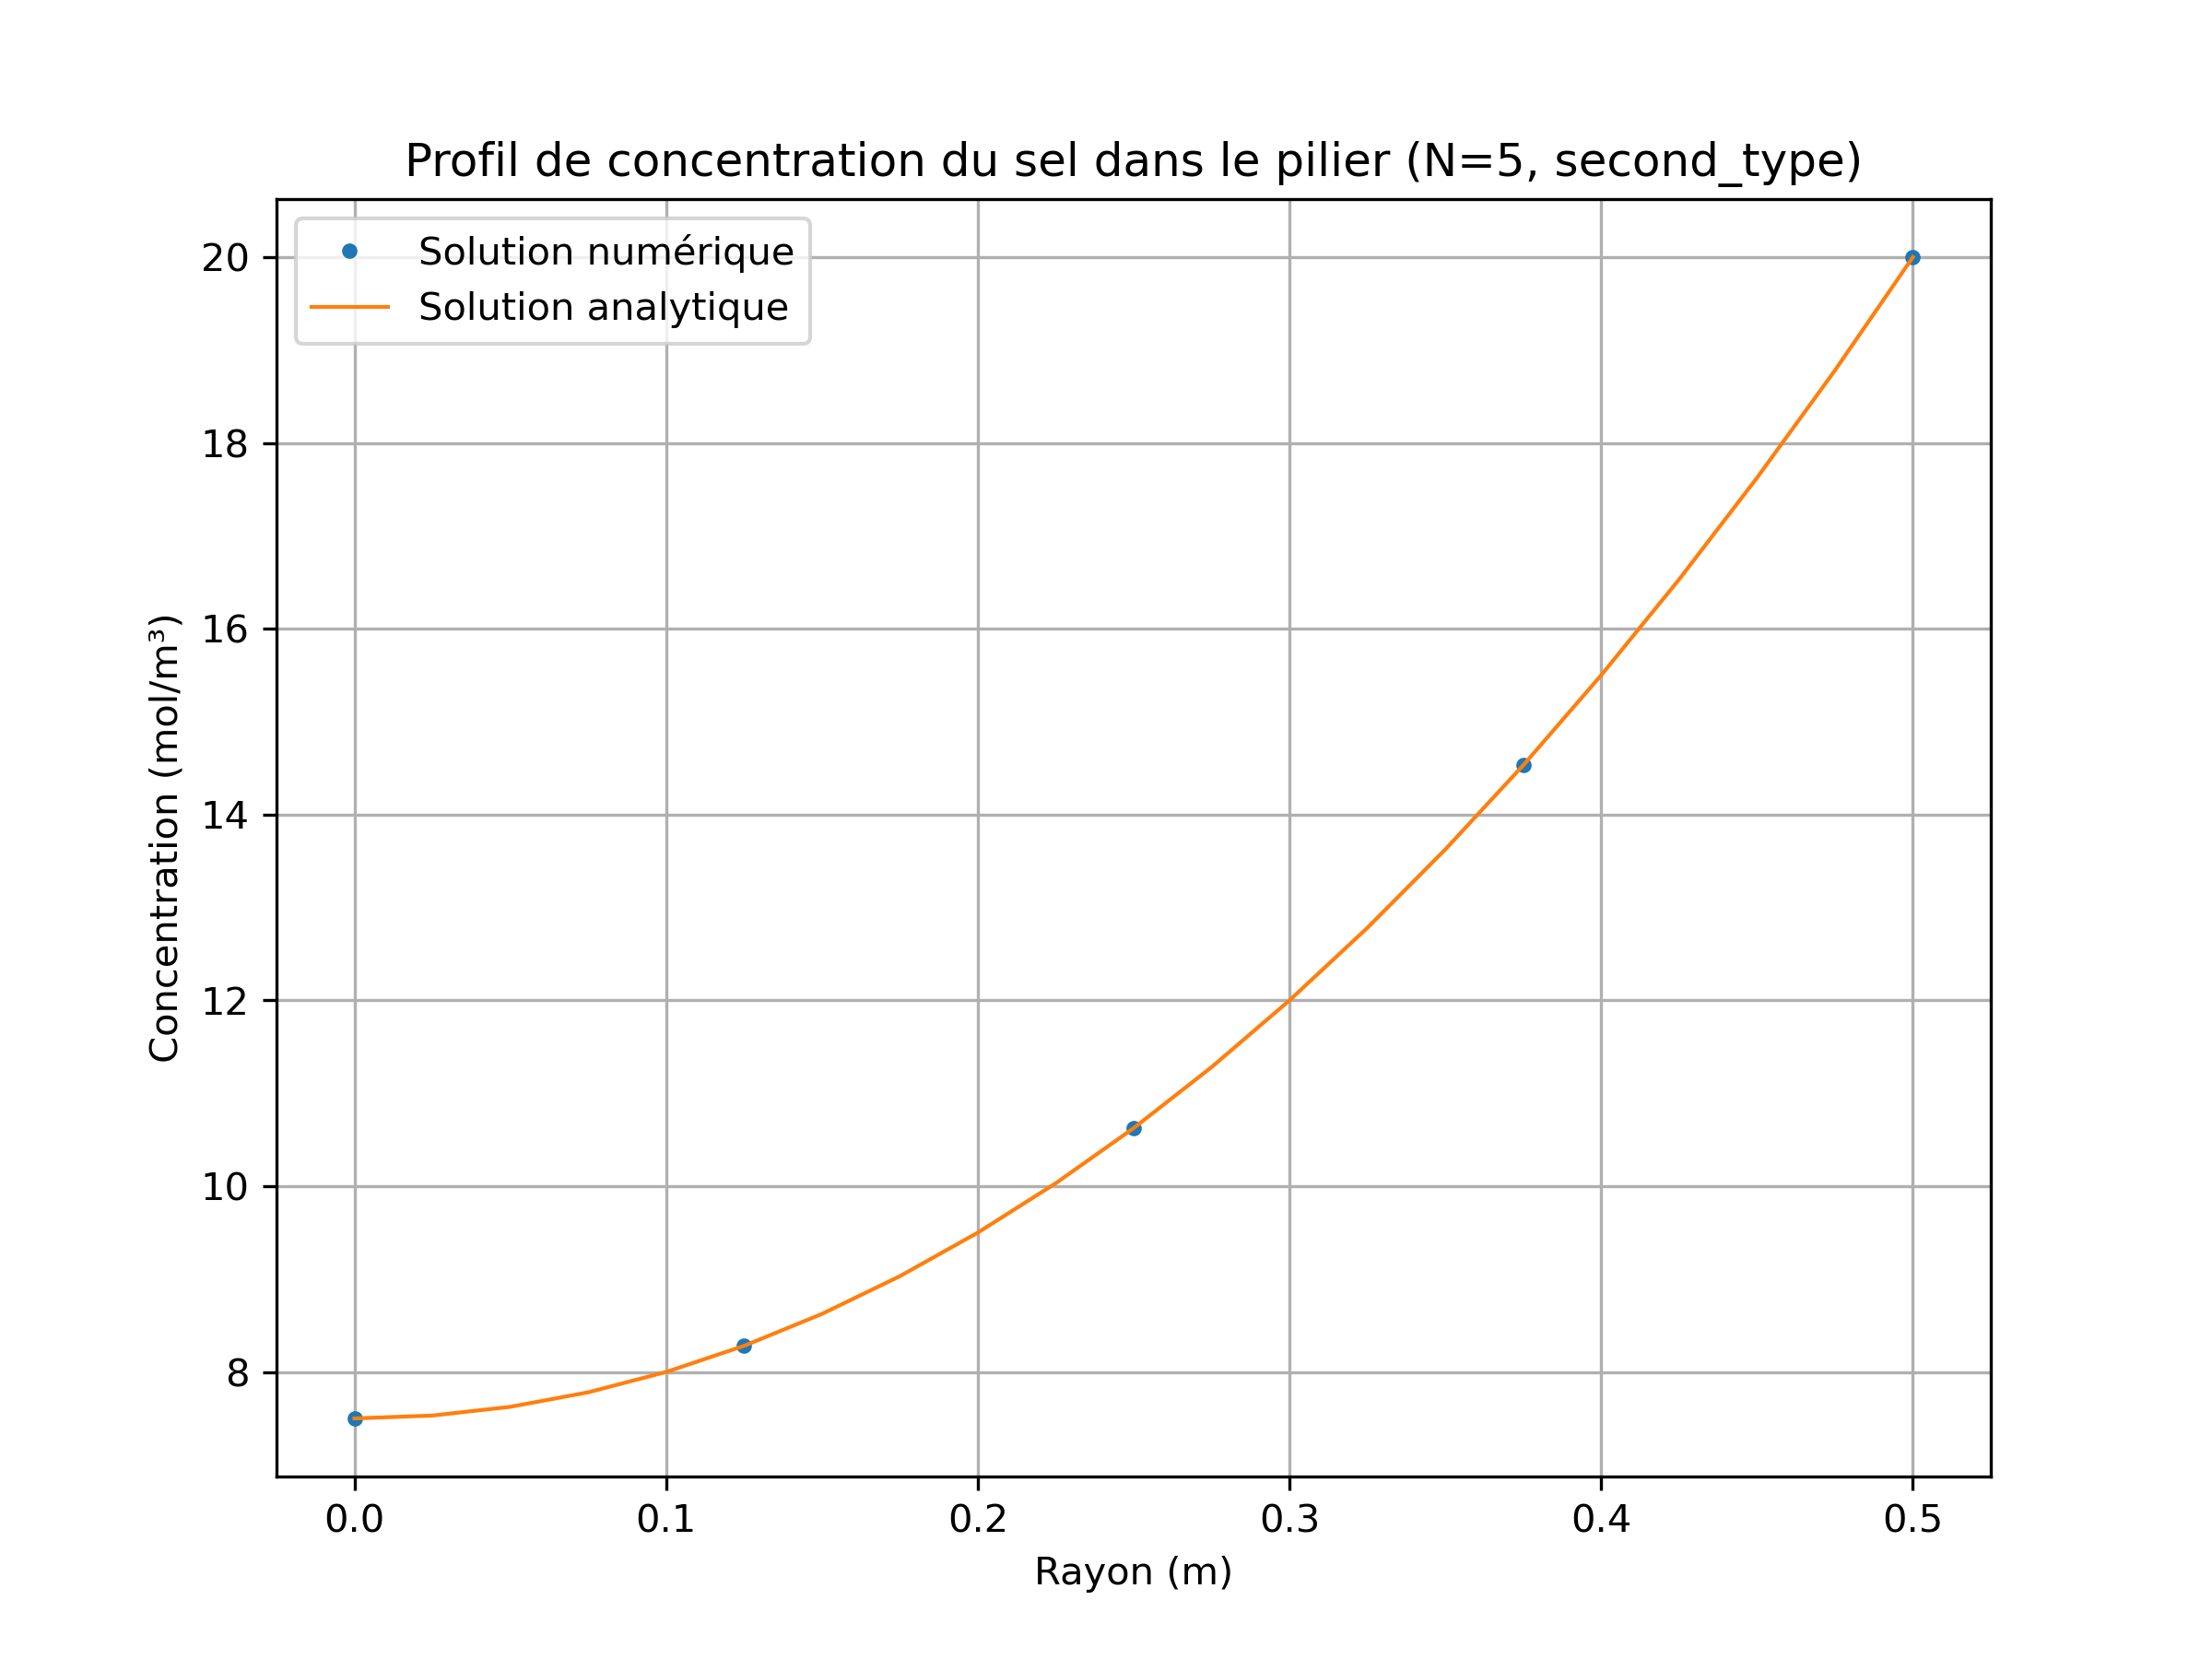 Profil de concentration du sel dans le pilier (N=5, second_type)
Solution numérique
Solution analytique
20
18
16
14
12
10
8
Concentration (mol/m³)
0.0 0.1 0.2 0.3 0.4 0.5
Rayon (m)